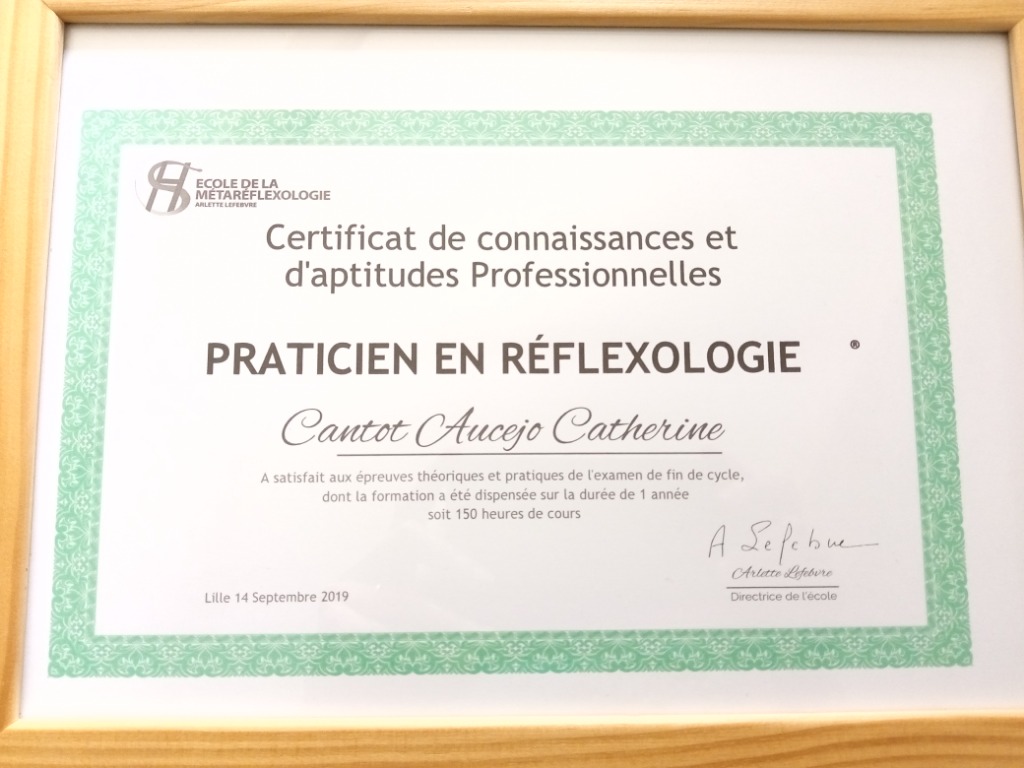 ECOLE DE LA
MÉTARÉFLEXOLOGIE
ARLETTE LEFEBVRE
Certificat de connaissances et
d'aptitudes Professionnelles
PRATICIEN EN RÉFLEXOLOGIE ®
Cantot Aucejo Catherine
A satisfait aux épreuves théoriques et pratiques de l'examen de fin de cycle,
dont la formation a été dispensée sur la durée de 1 année
soit 150 heures de cours
A Lefebvre
Arlette Lefebvre
Directrice de l'école
Lille 14 Septembre 2019